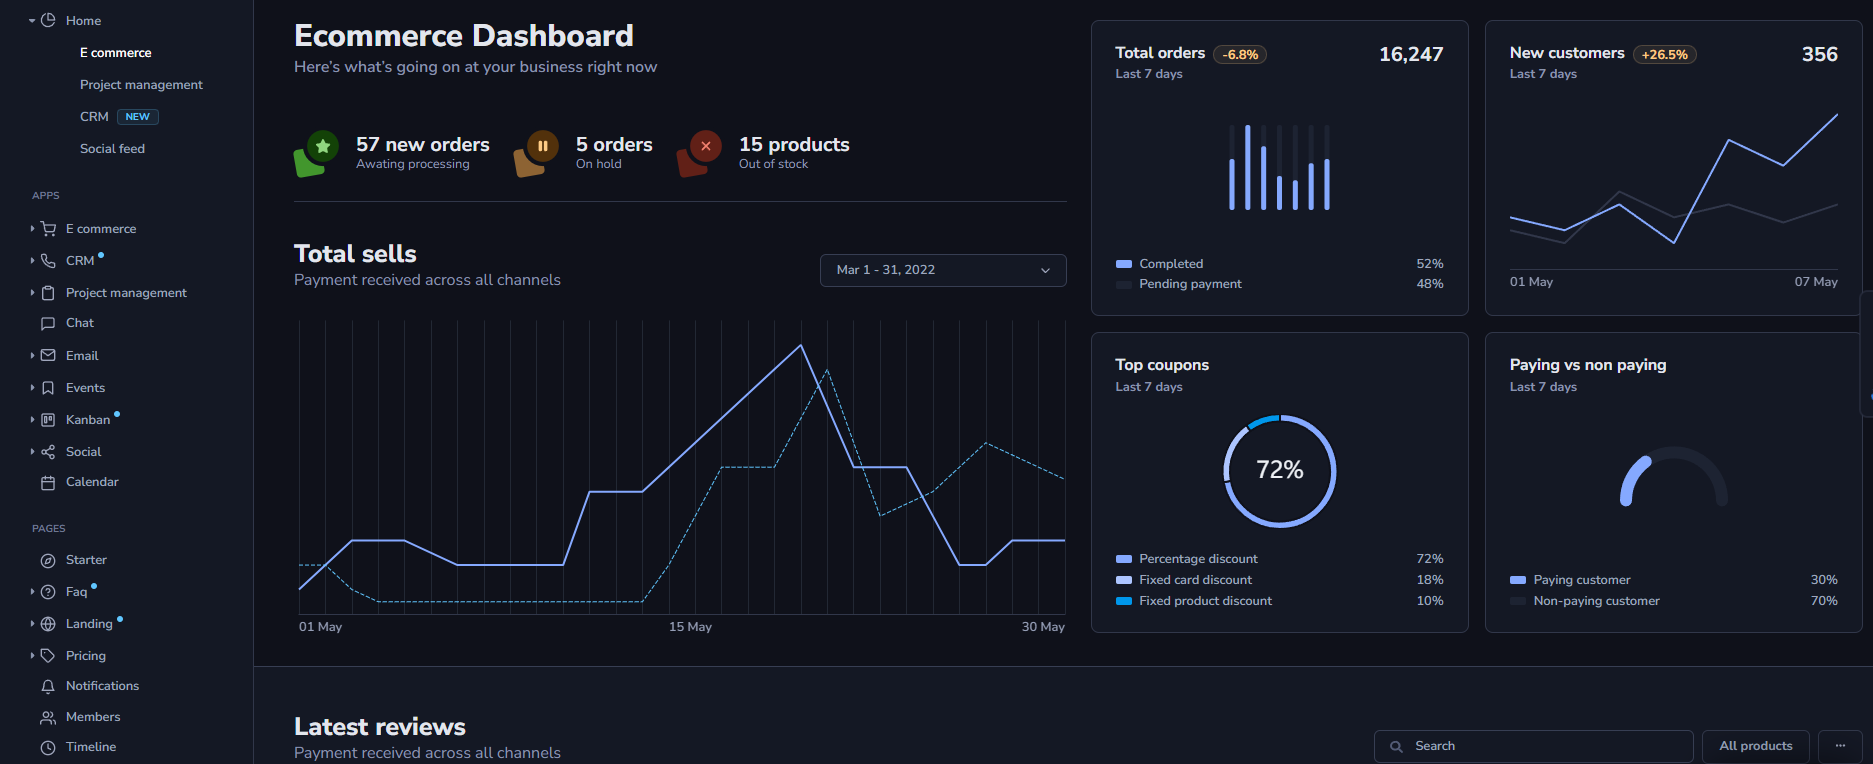 Home
E commerce
Project management
CRM NEW
Social feed
APPS
E commerce
CRM
Project management
Chat
Email
Events
Kanban
Social
Calendar
PAGES
Starter
Faq
Landing
Pricing
Notifications
Members
Timeline
Ecommerce Dashboard
Here's what's going on at your business right now
57 new orders
Awating processing
5 orders
On hold
15 products
Out of stock
Total sells
Payment received across all channels
Mar 1 - 31, 2022
01 May 15 May 30 May
Total orders -6.8% 16,247
Last 7 days
Completed 52%
Pending payment 48%
New customers +26.5% 356
Last 7 days
01 May 07 May
Top coupons
Last 7 days
72%
Percentage discount 72%
Fixed card discount 18%
Fixed product discount 10%
Paying vs non paying
Last 7 days
Paying customer 30%
Non-paying customer 70%
Latest reviews
Payment received across all channels
Search
All products
...